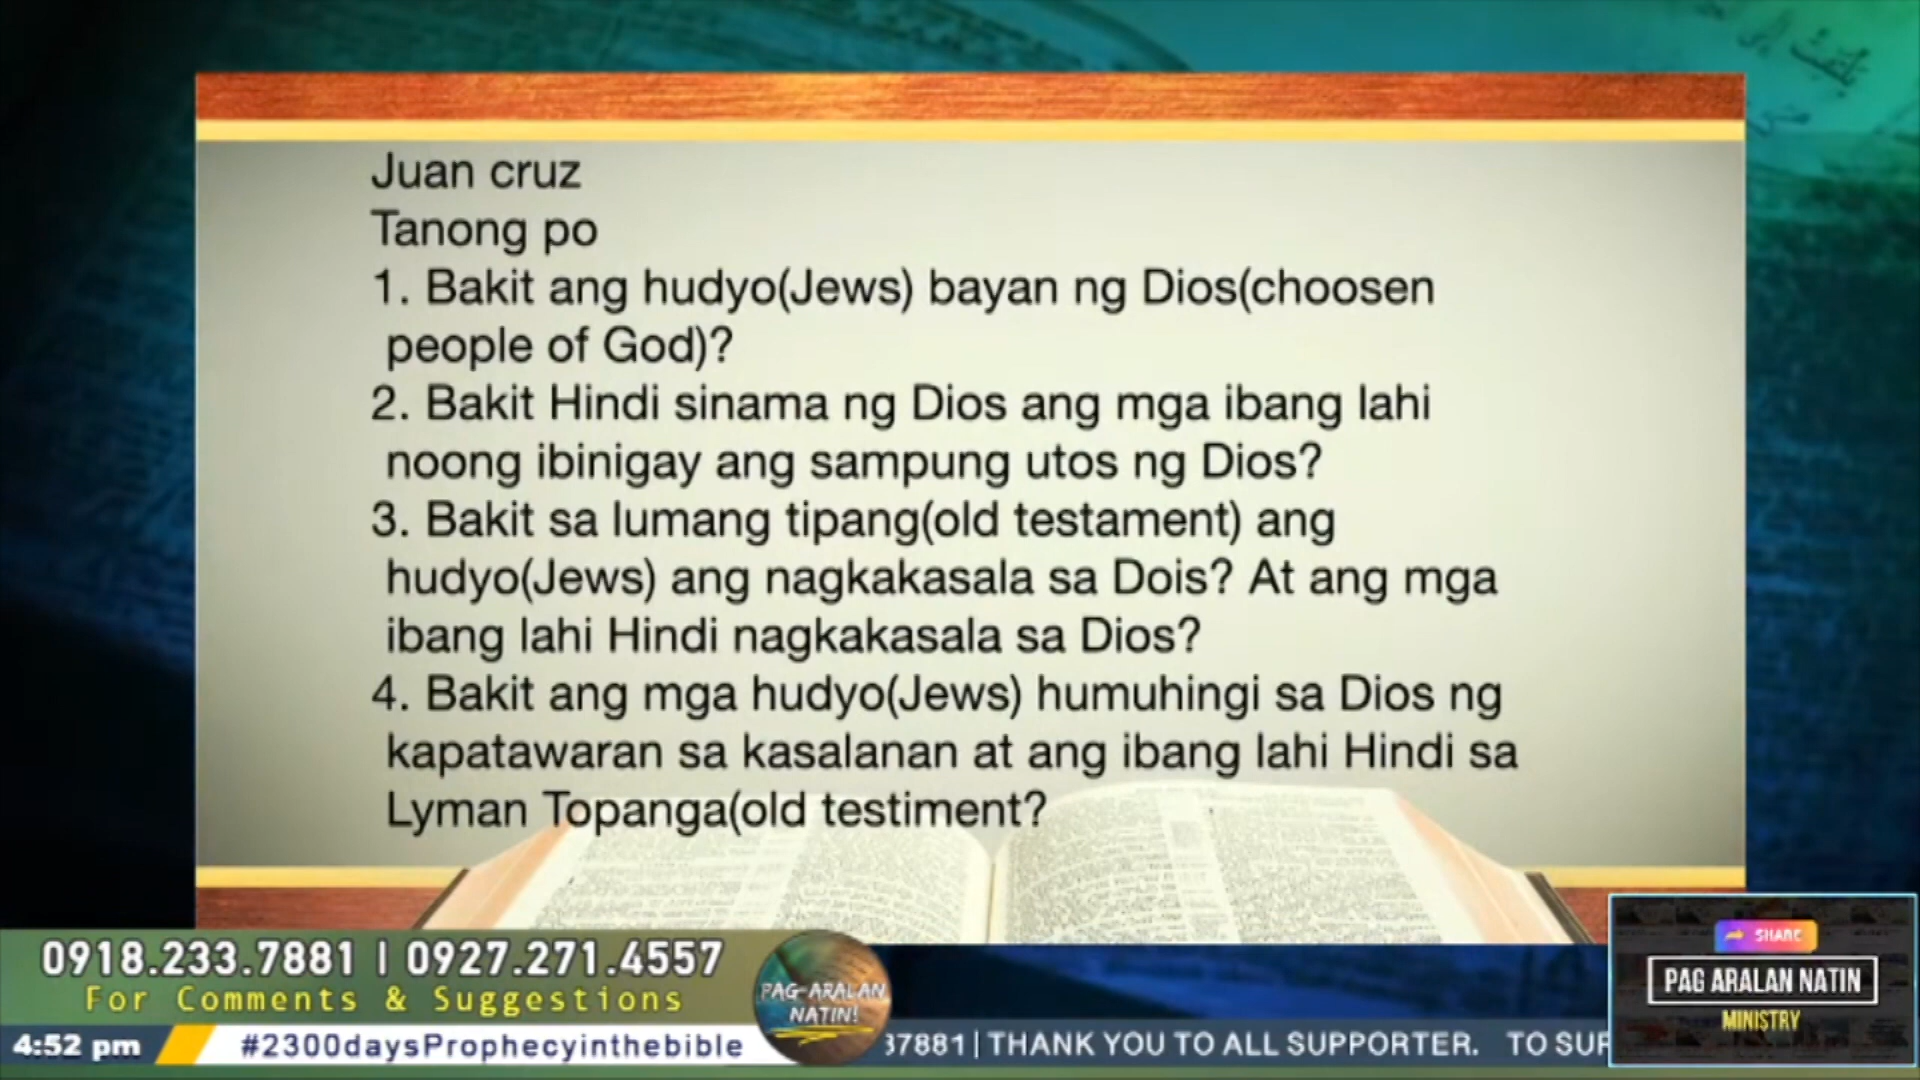 Juan cruz
Tanong po
1. Bakit ang hudyo(Jews) bayan ng Dios(choosen
people of God)?
2. Bakit Hindi sinama ng Dios ang mga ibang lahi
noong ibinigay ang sampung utos ng Dios?
3. Bakit sa lumang tipang(old testament) ang
hudyo(Jews) ang nagkakasala sa Dois? At ang mga
ibang lahi Hindi nagkakasala sa Dios?
4. Bakit ang mga hudyo(Jews) humuhingi sa Dios ng
kapatawaran sa kasalanan at ang ibang lahi Hindi sa
Lyman Topanga(old testiment?
0918.233.7881 | 0927.271.4557
For Comments & Suggestions
PAG-ARALAN
NATIN!
4:52 pm
#2300daysProphecyinthebible
37881 | THANK YOU TO ALL SUPPORTER. TO SUP
SHARE
PAG ARALAN NATIN
MINISTRY